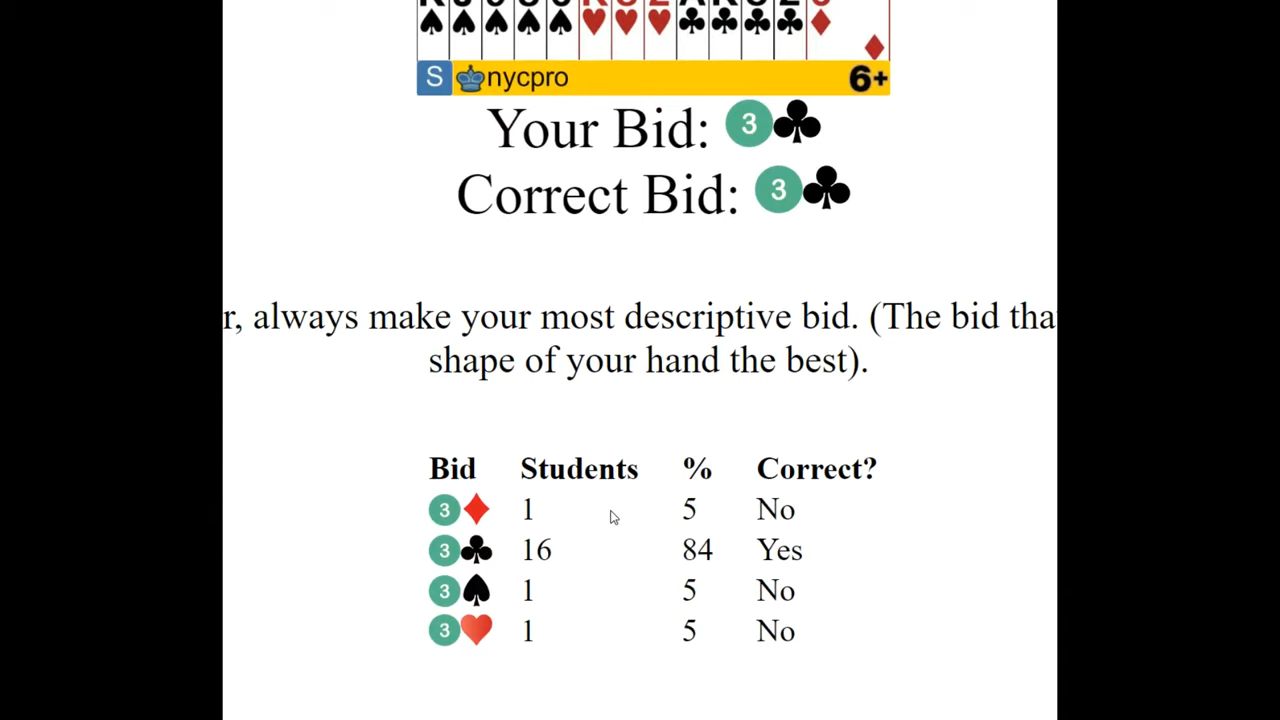 S nycpro 6+
Your Bid: 3♣
Correct Bid: 3♣
r, always make your most descriptive bid. (The bid tha
shape of your hand the best).
Bid Students % Correct?
3♦ 1 5 No
3♣ 16 84 Yes
3♠ 1 5 No
3♥ 1 5 No